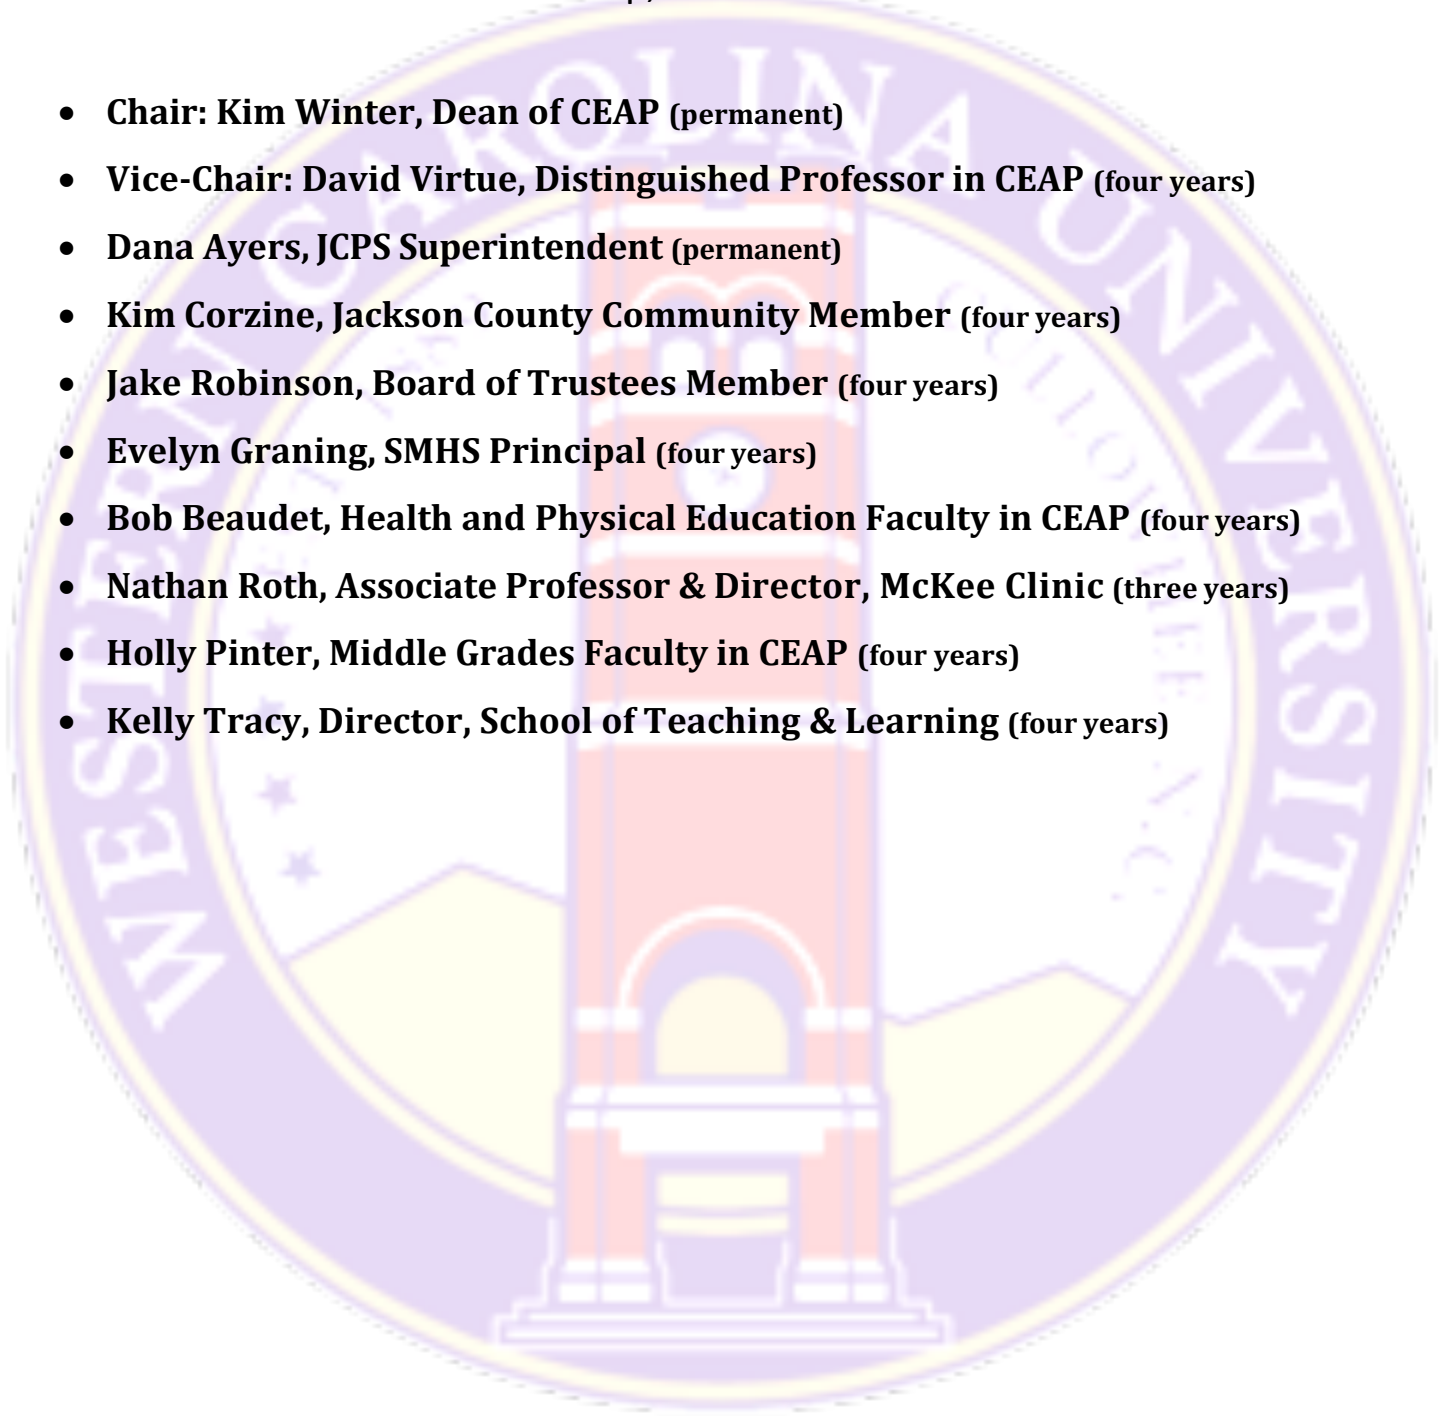 • Chair: Kim Winter, Dean of CEAP (permanent)
• Vice-Chair: David Virtue, Distinguished Professor in CEAP (four years)
• Dana Ayers, JCPS Superintendent (permanent)
• Kim Corzine, Jackson County Community Member (four years)
• Jake Robinson, Board of Trustees Member (four years)
• Evelyn Graning, SMHS Principal (four years)
• Bob Beaudet, Health and Physical Education Faculty in CEAP (four years)
• Nathan Roth, Associate Professor & Director, McKee Clinic (three years)
• Holly Pinter, Middle Grades Faculty in CEAP (four years)
• Kelly Tracy, Director, School of Teaching & Learning (four years)
WESTERN CAROLINA UNIVERSITY
CULLOWHEE, N.C.